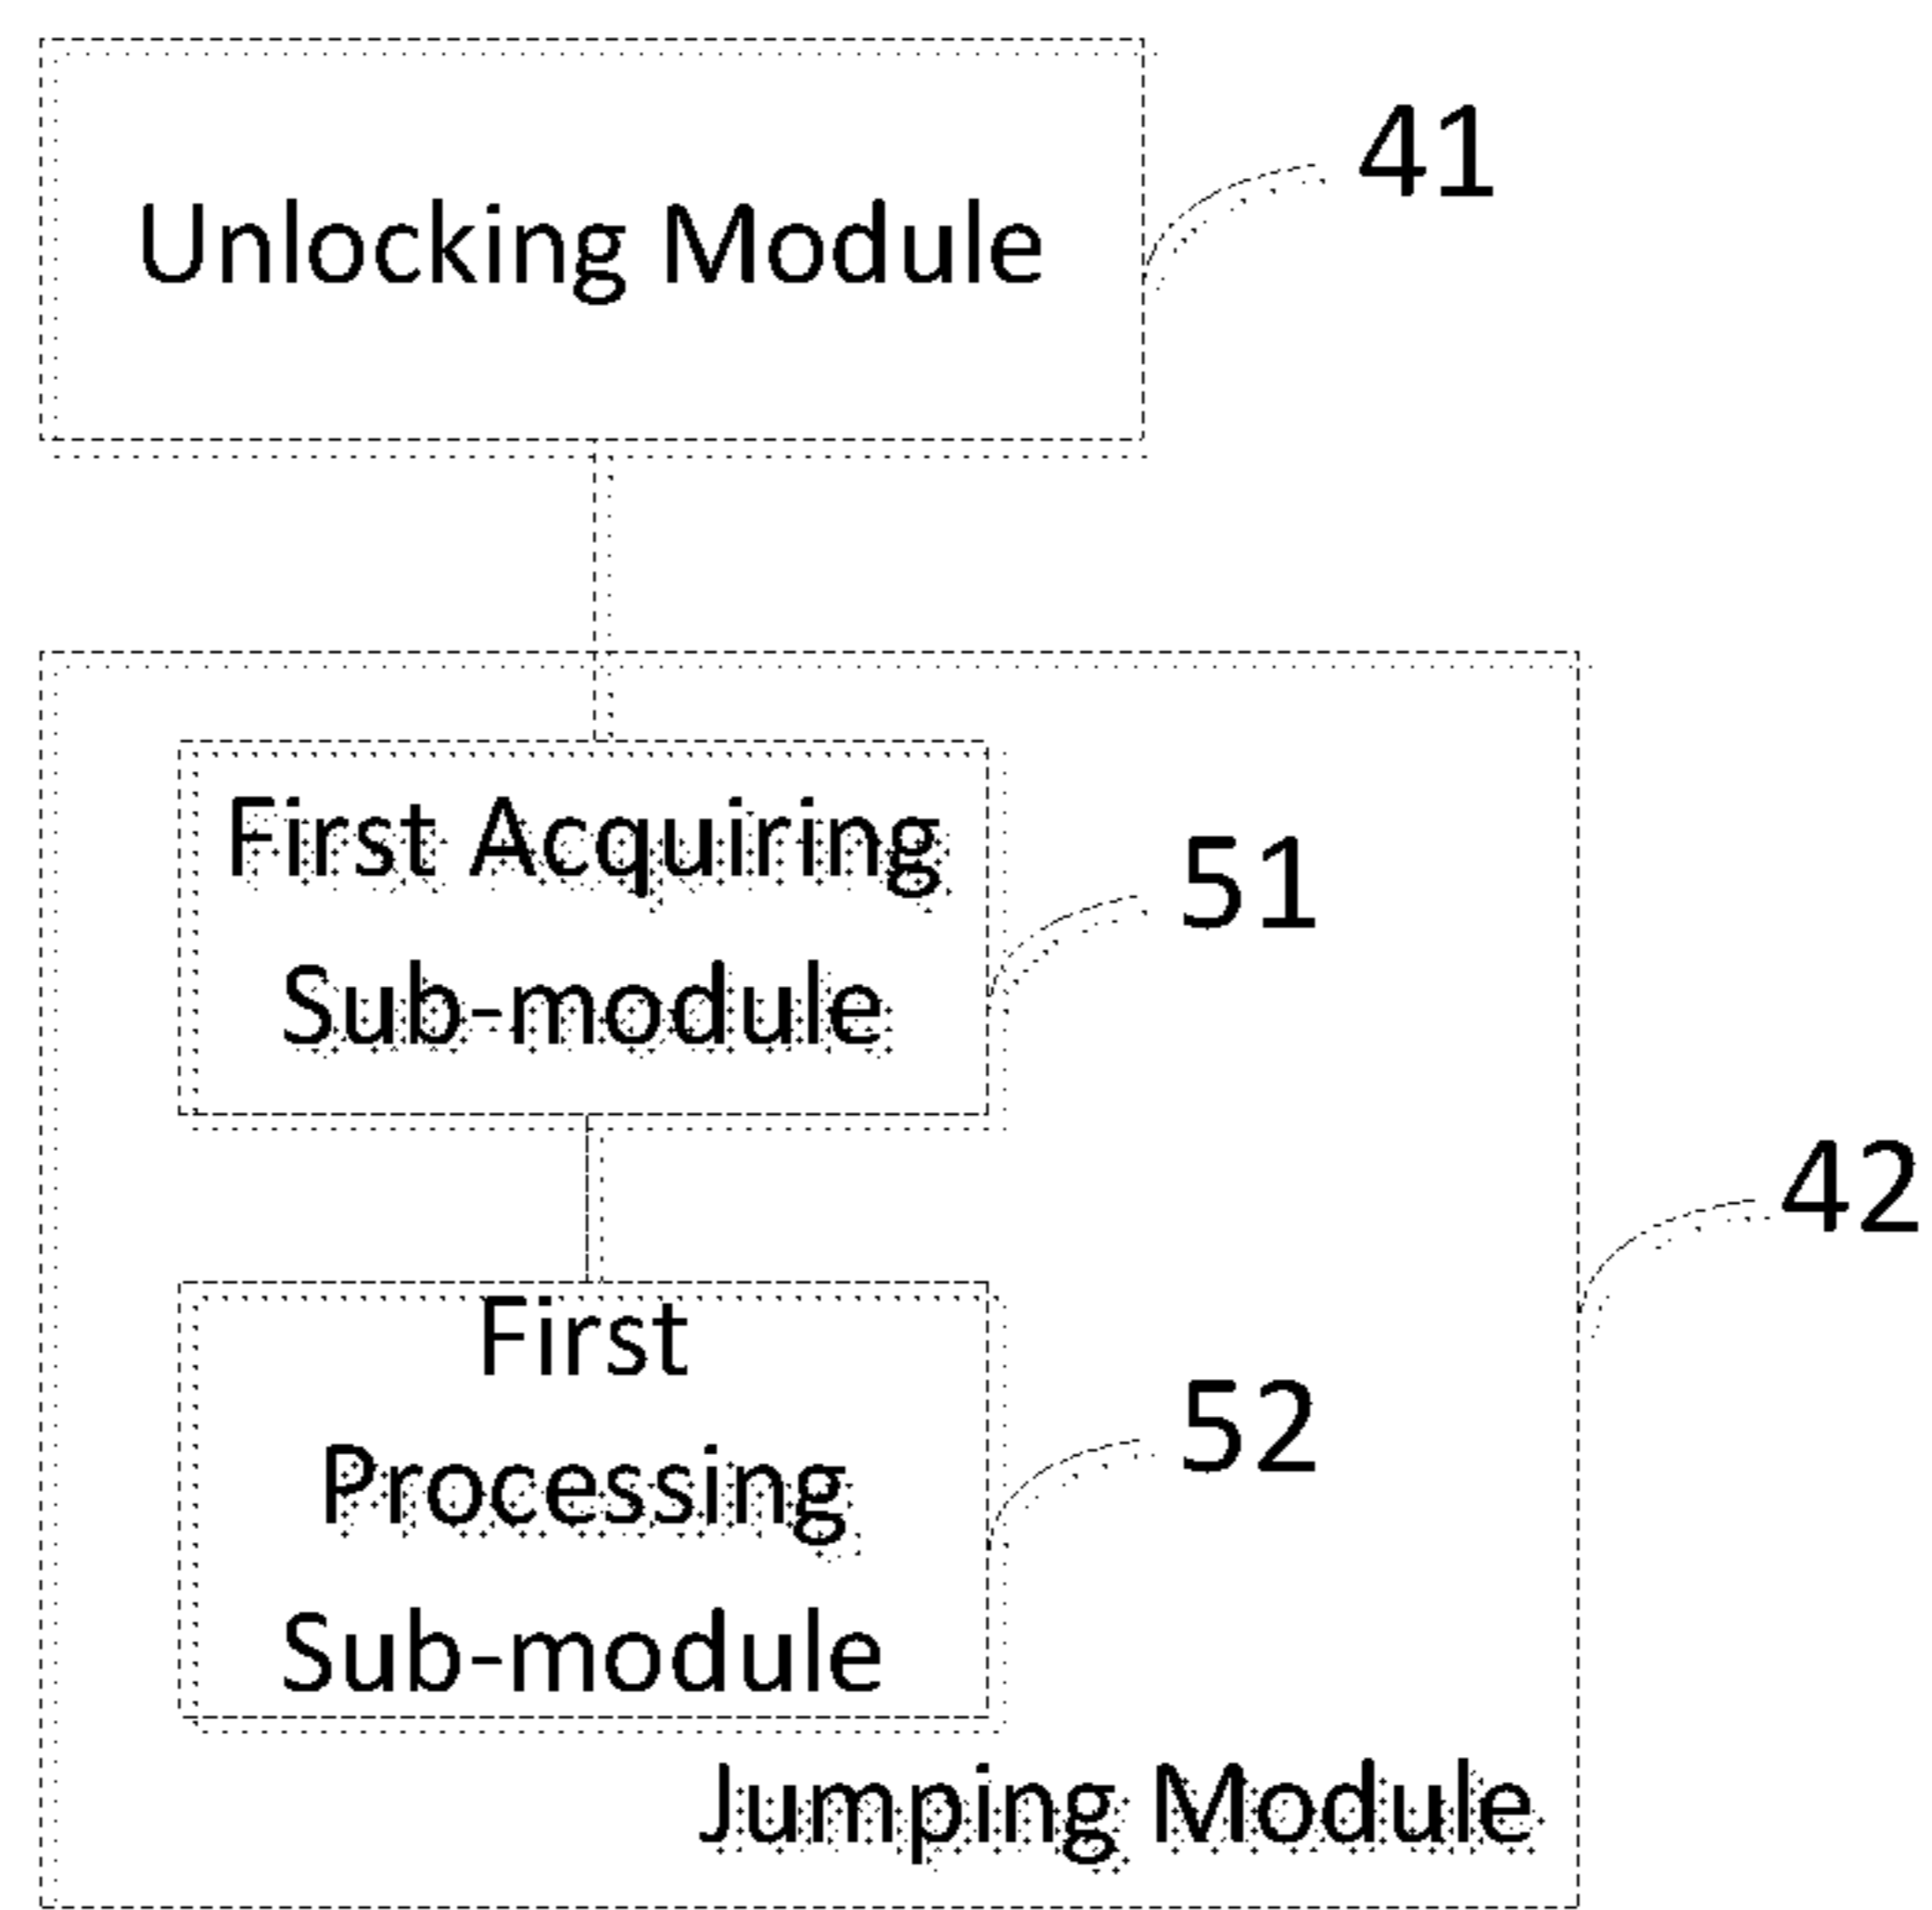 Unlocking Module
41
First Acquiring
Sub-module
51
42
First
Processing
Sub-module
52
Jumping Module